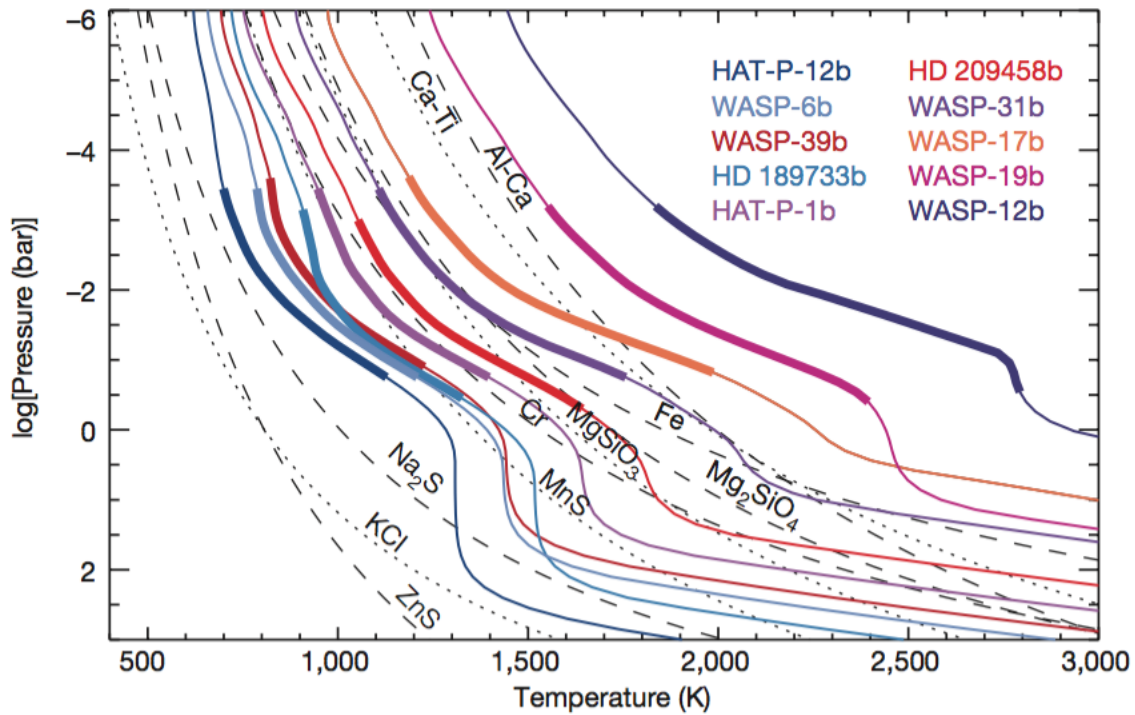 −6
−4
−2
0
2
log[Pressure (bar)]
500
1,000
1,500
2,000
2,500
3,000
Temperature (K)
HAT-P-12b
WASP-6b
WASP-39b
HD 189733b
HAT-P-1b
HD 209458b
WASP-31b
WASP-17b
WASP-19b
WASP-12b
Ca-Ti
Al-Ca
Cr
MgSiO₃
Fe
Mg₂SiO₄
MnS
Na₂S
KCl
ZnS